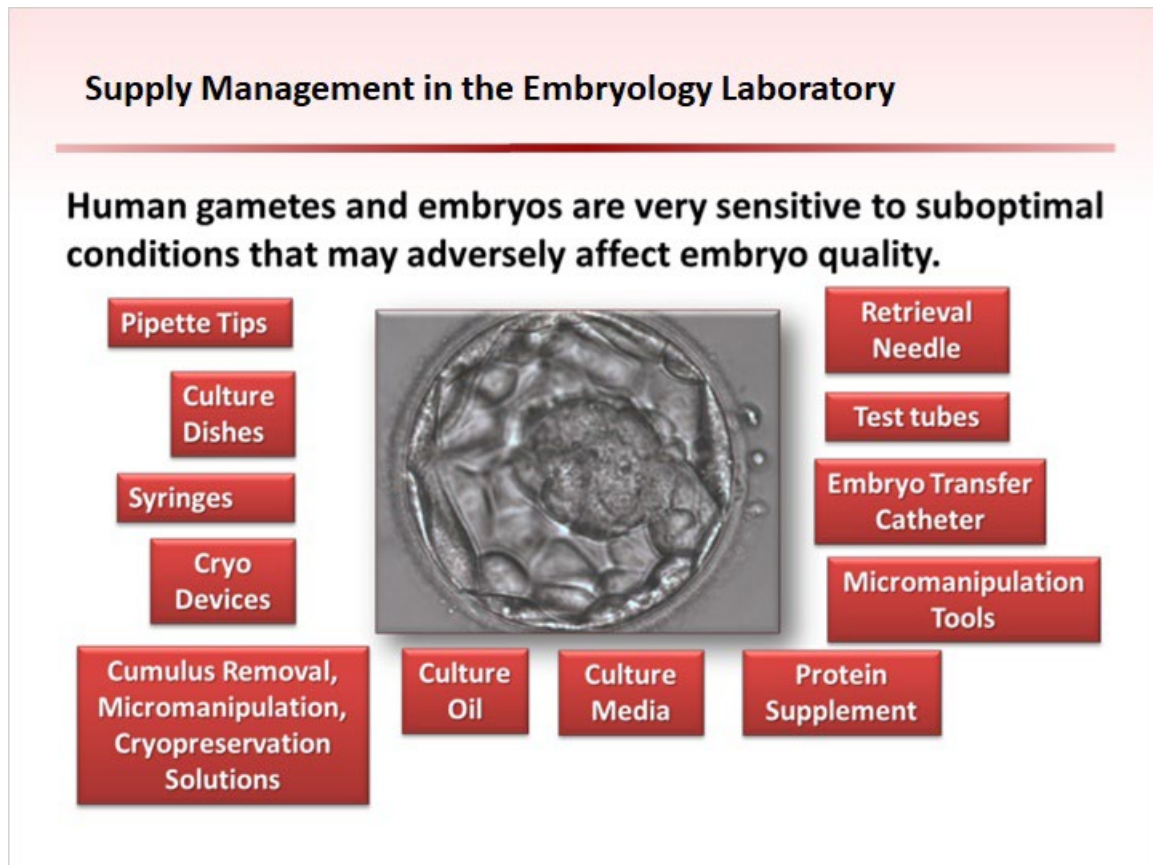 Supply Management in the Embryology Laboratory
Human gametes and embryos are very sensitive to suboptimal
conditions that may adversely affect embryo quality.
Pipette Tips
Culture
Dishes
Syringes
Cryo
Devices
Cumulus Removal,
Micromanipulation,
Cryopreservation
Solutions
Culture
Oil
Culture
Media
Protein
Supplement
Retrieval
Needle
Test tubes
Embryo Transfer
Catheter
Micromanipulation
Tools